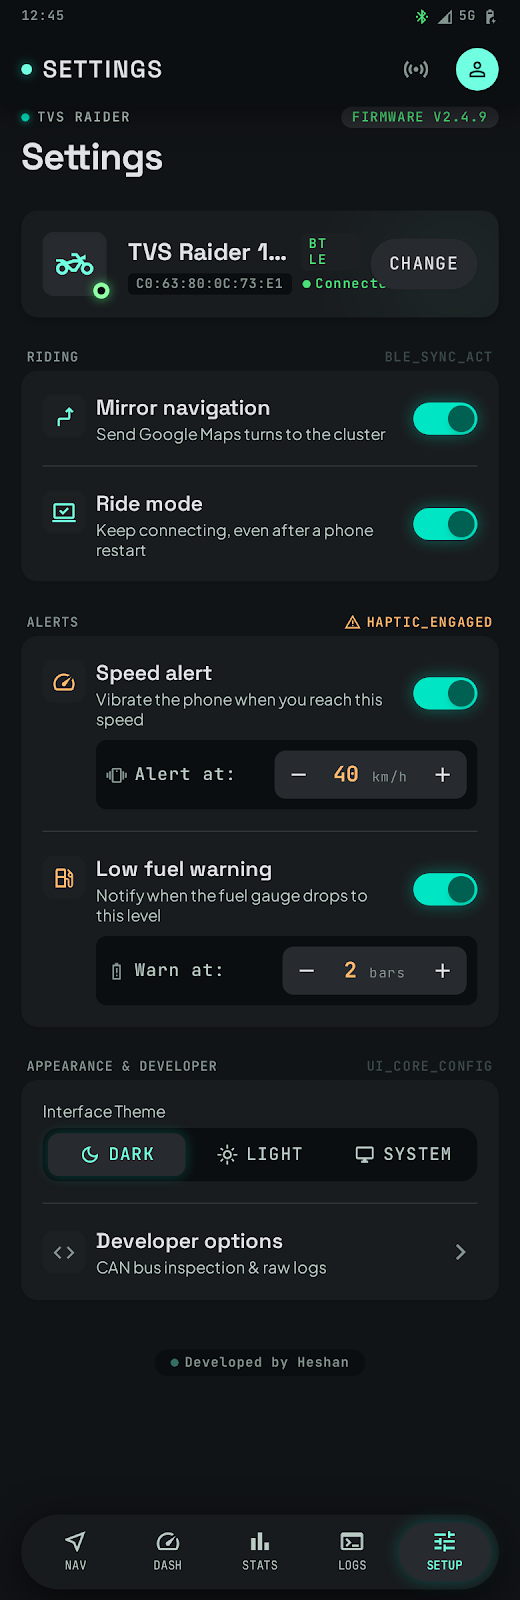 12:45
5G
SETTINGS
TVS RAIDER
FIRMWARE V2.4.9
Settings
TVS Raider 1...
BT
LE
C0:63:80:0C:73:E1
Connecte
CHANGE
RIDING
BLE_SYNC_ACT
Mirror navigation
Send Google Maps turns to the cluster
Ride mode
Keep connecting, even after a phone
restart
ALERTS
HAPTIC_ENGAGED
Speed alert
Vibrate the phone when you reach this
speed
Alert at:
− 40 km/h +
Low fuel warning
Notify when the fuel gauge drops to
this level
Warn at:
− 2 bars +
APPEARANCE & DEVELOPER
UI_CORE_CONFIG
Interface Theme
DARK
LIGHT
SYSTEM
Developer options
CAN bus inspection & raw logs
Developed by Heshan
NAV
DASH
STATS
LOGS
SETUP